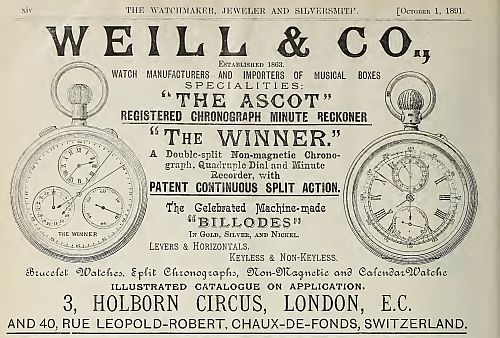 xiv THE WATCHMAKER, JEWELER AND SILVERSMITH. [October 1, 1891.
WEILL & CO.,
Established 1863.
WATCH MANUFACTURERS AND IMPORTERS OF MUSICAL BOXES
SPECIALITIES:
"THE ASCOT"
REGISTERED CHRONOGRAPH MINUTE RECKONER
"THE WINNER."
A Double-split Non-magnetic Chrono-
graph, Quadruple Dial and Minute
Recorder, with
PATENT CONTINUOUS SPLIT ACTION.
The Celebrated Machine-made
"BILLODES"
In Gold, Silver, and Nickel.
Levers & Horizontals.
Keyless & Non-Keyless.
THE WINNER
Bracelet Watches, Split Chronographs, Non-Magnetic and Calendar Watche
ILLUSTRATED CATALOGUE ON APPLICATION.
3, HOLBORN CIRCUS, LONDON, E.C.
AND 40, RUE LEOPOLD-ROBERT, CHAUX-DE-FONDS, SWITZERLAND.